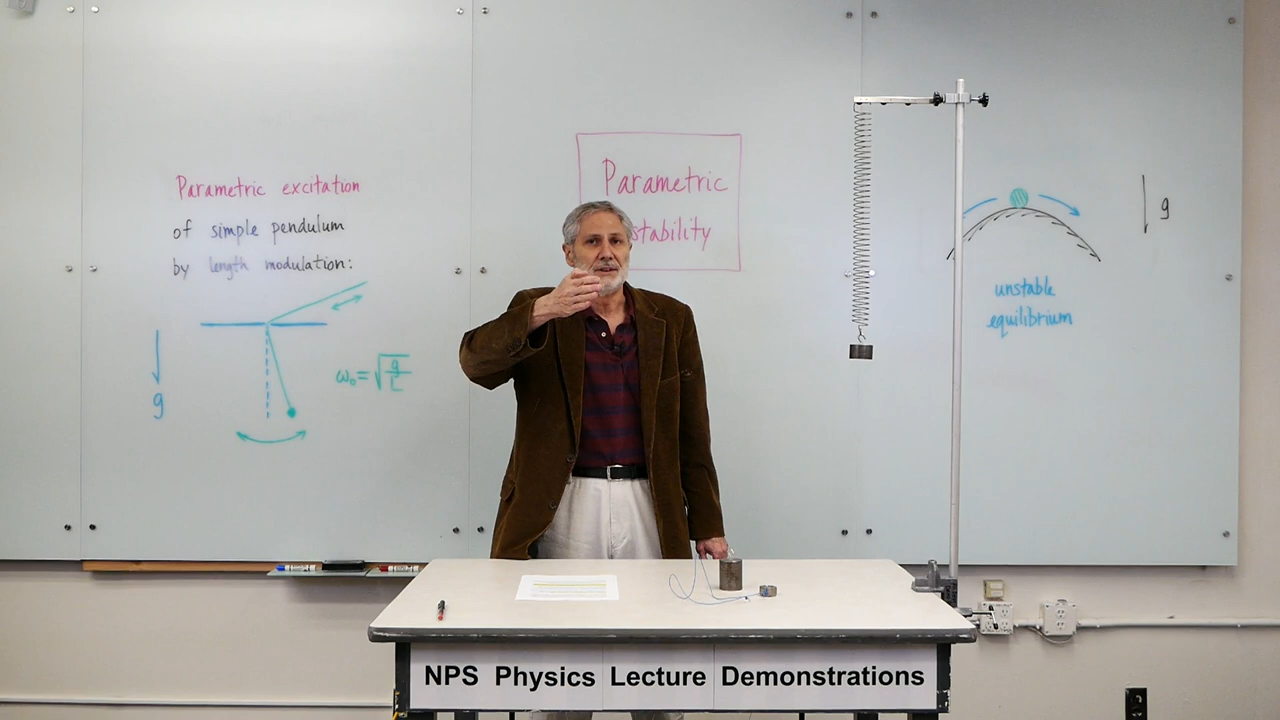 Parametric excitation
of simple pendulum
by length modulation:
g
ω₀=√g/L
Parametric
stability
g
unstable
equilibrium
NPS Physics Lecture Demonstrations